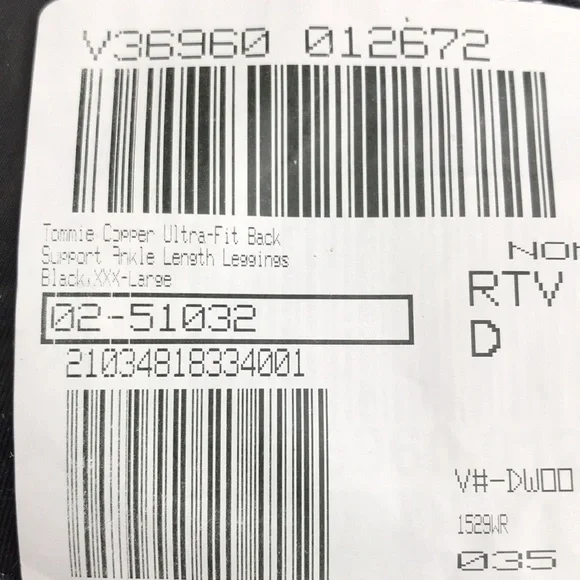 V36960 012672
Tommie Copper Ultra-Fit Back
Support Ankle Length Leggings
Black,XXX-Large
02-51032
21034818334001
RTV
D
V#-DW00
1529WR
035